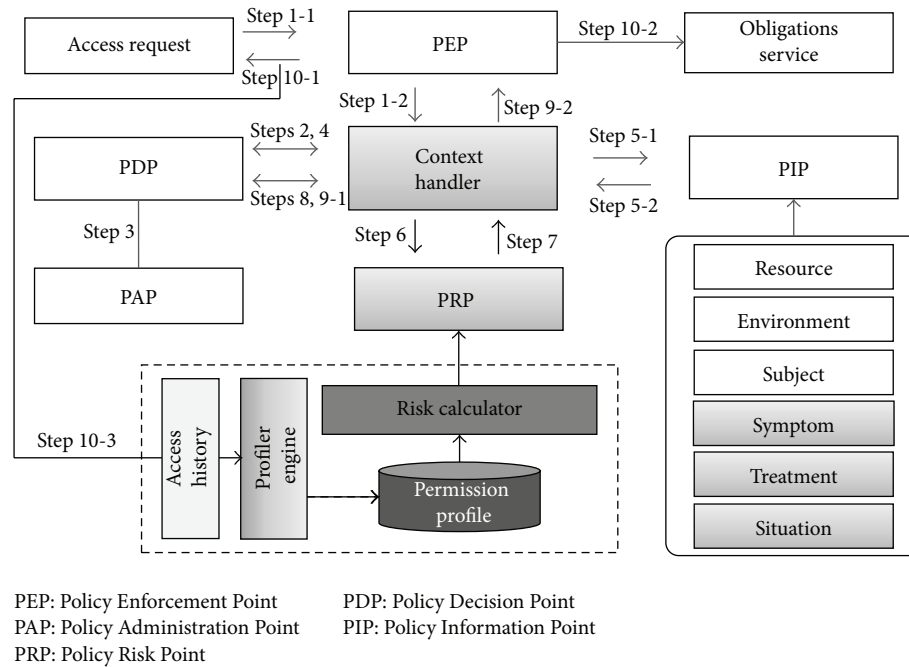 Access request
Step 1-1
Step 10-1
PEP
Step 10-2
Obligations
service
Step 1-2
Step 9-2
PDP
Steps 2, 4
Steps 8, 9-1
Context
handler
Step 5-1
Step 5-2
PIP
Step 3
Step 6
Step 7
PAP
PRP
Resource
Environment
Subject
Symptom
Treatment
Situation
Step 10-3
Access
history
Profiler
engine
Risk calculator
Permission
profile
PEP: Policy Enforcement Point
PDP: Policy Decision Point
PAP: Policy Administration Point
PIP: Policy Information Point
PRP: Policy Risk Point